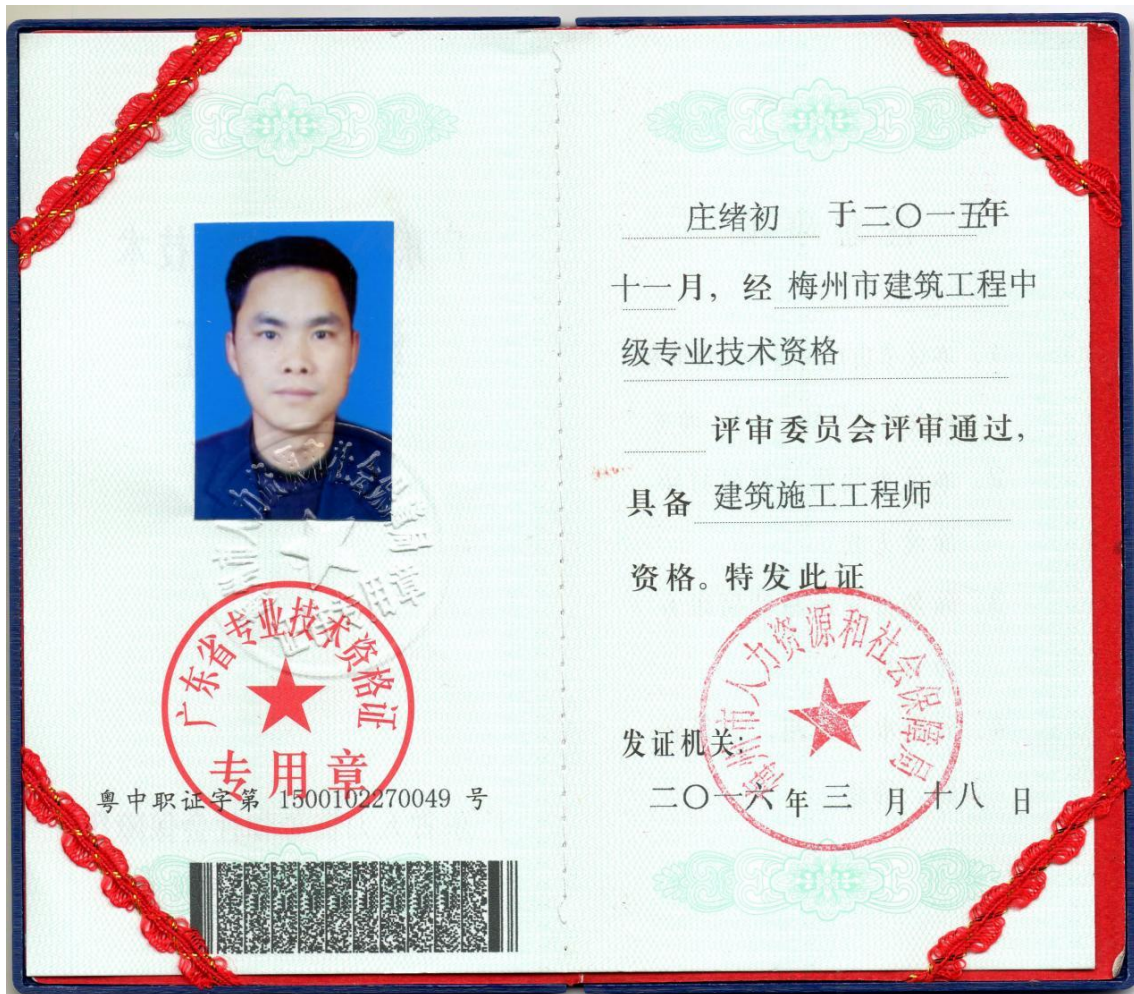 广东省专业技术资格证
专用章
粤中职证字第 1500102270049 号
庄绪初 于二〇一五年
十一月，经 梅州市建筑工程中
级专业技术资格
评审委员会评审通过，
具备 建筑施工工程师
资格。特发此证
梅州市人力资源和社会保障局
发证机关：
二〇一六年 三 月 十八 日